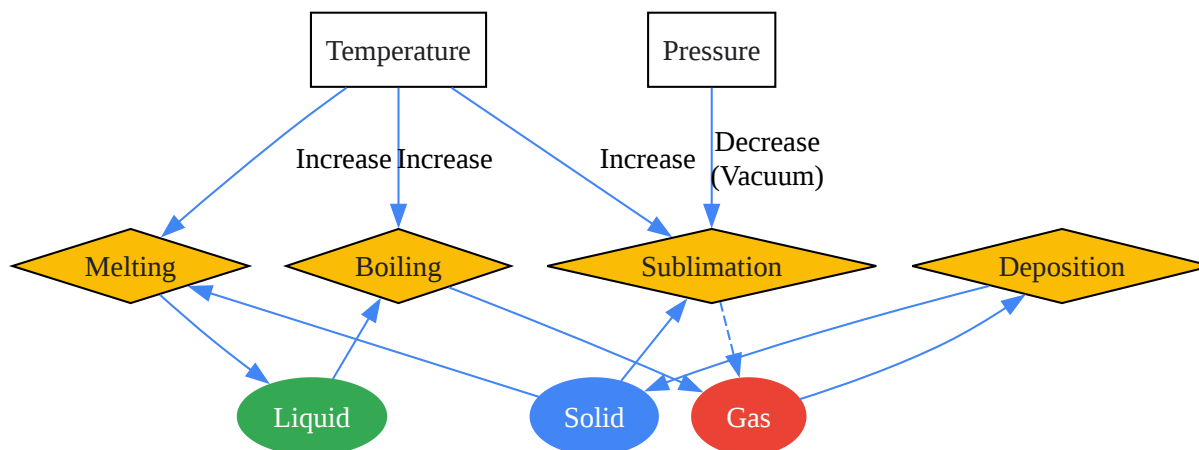 Temperature
Pressure
Increase
Increase
Increase
Decrease
(Vacuum)
Melting
Boiling
Sublimation
Deposition
Liquid
Solid
Gas